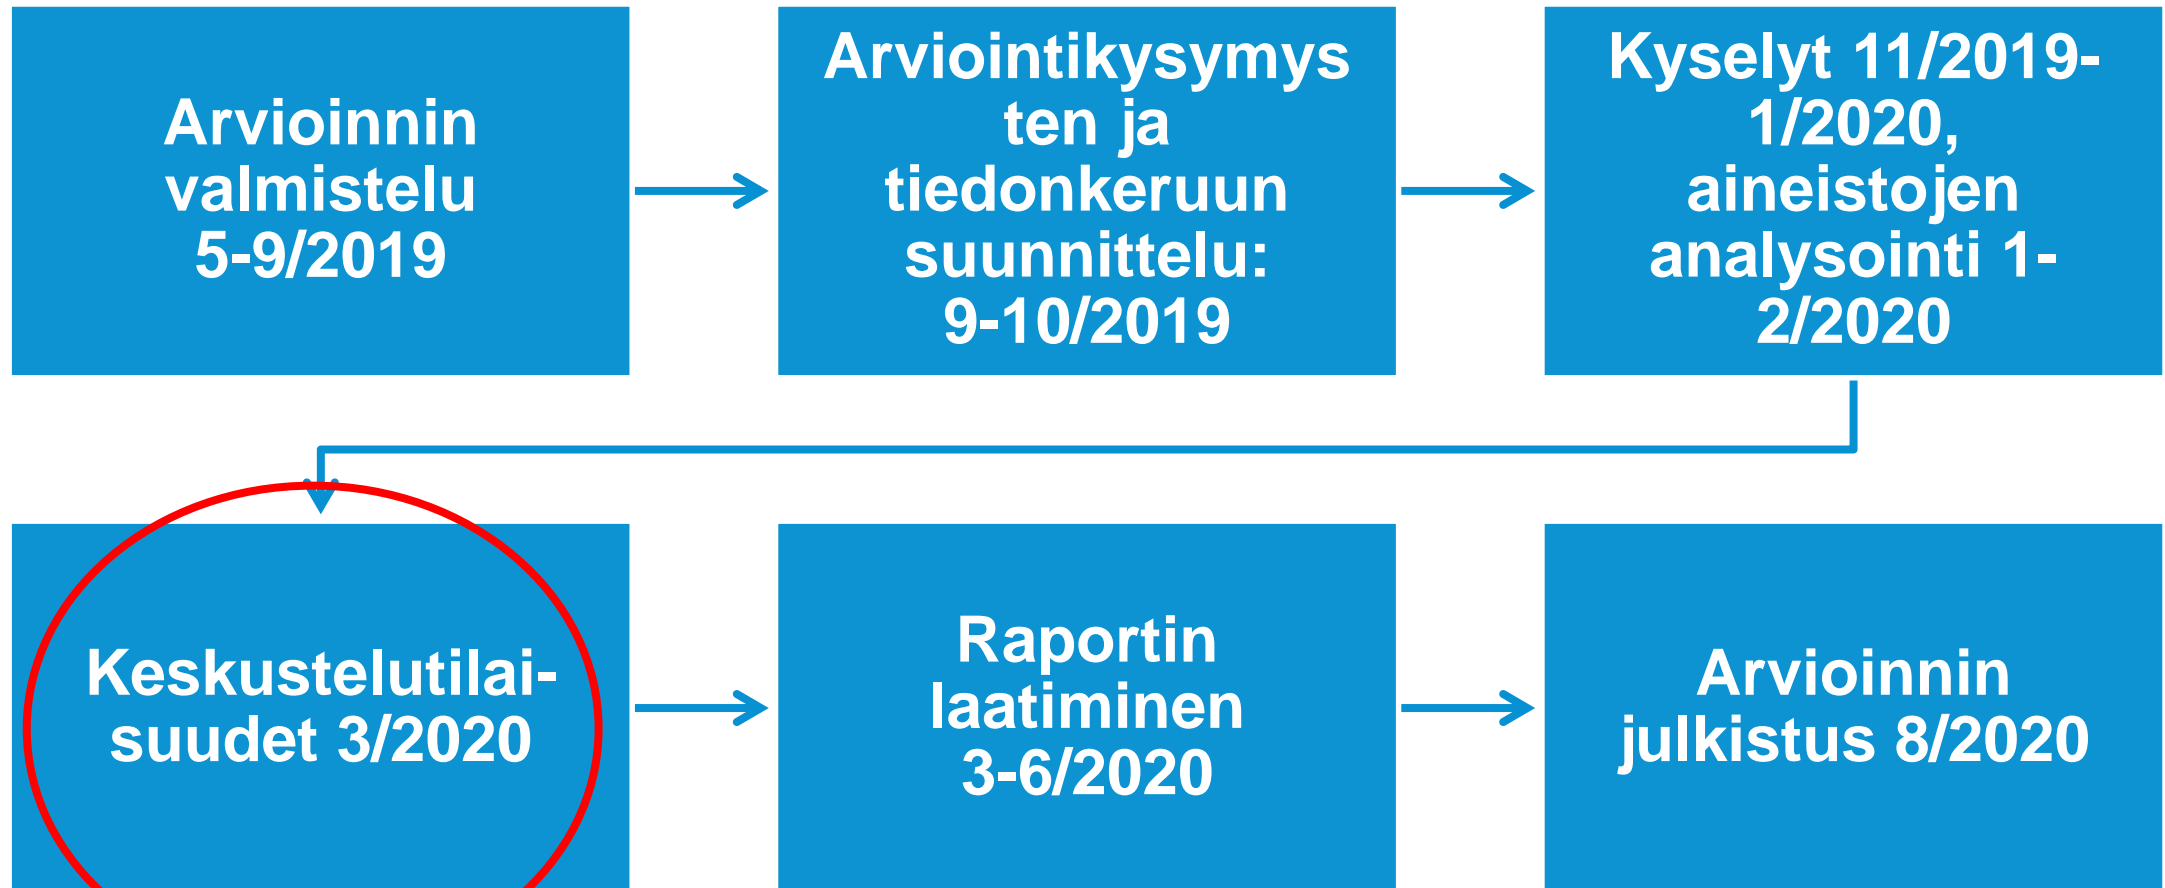 Arvioinnin
valmistelu
5-9/2019
Arviointikysymys
ten ja
tiedonkeruun
suunnittelu:
9-10/2019
Kyselyt 11/2019-
1/2020,
aineistojen
analysointi 1-
2/2020
Keskustelutilai-
suudet 3/2020
Raportin
laatiminen
3-6/2020
Arvioinnin
julkistus 8/2020